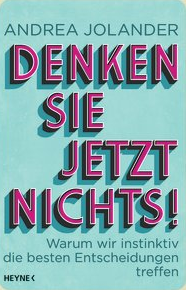 ANDREA JOLANDER
DENKEN
SIE
JETZT
NICHTS!
Warum wir instinktiv
die besten Entscheidungen
treffen
HEYNE<